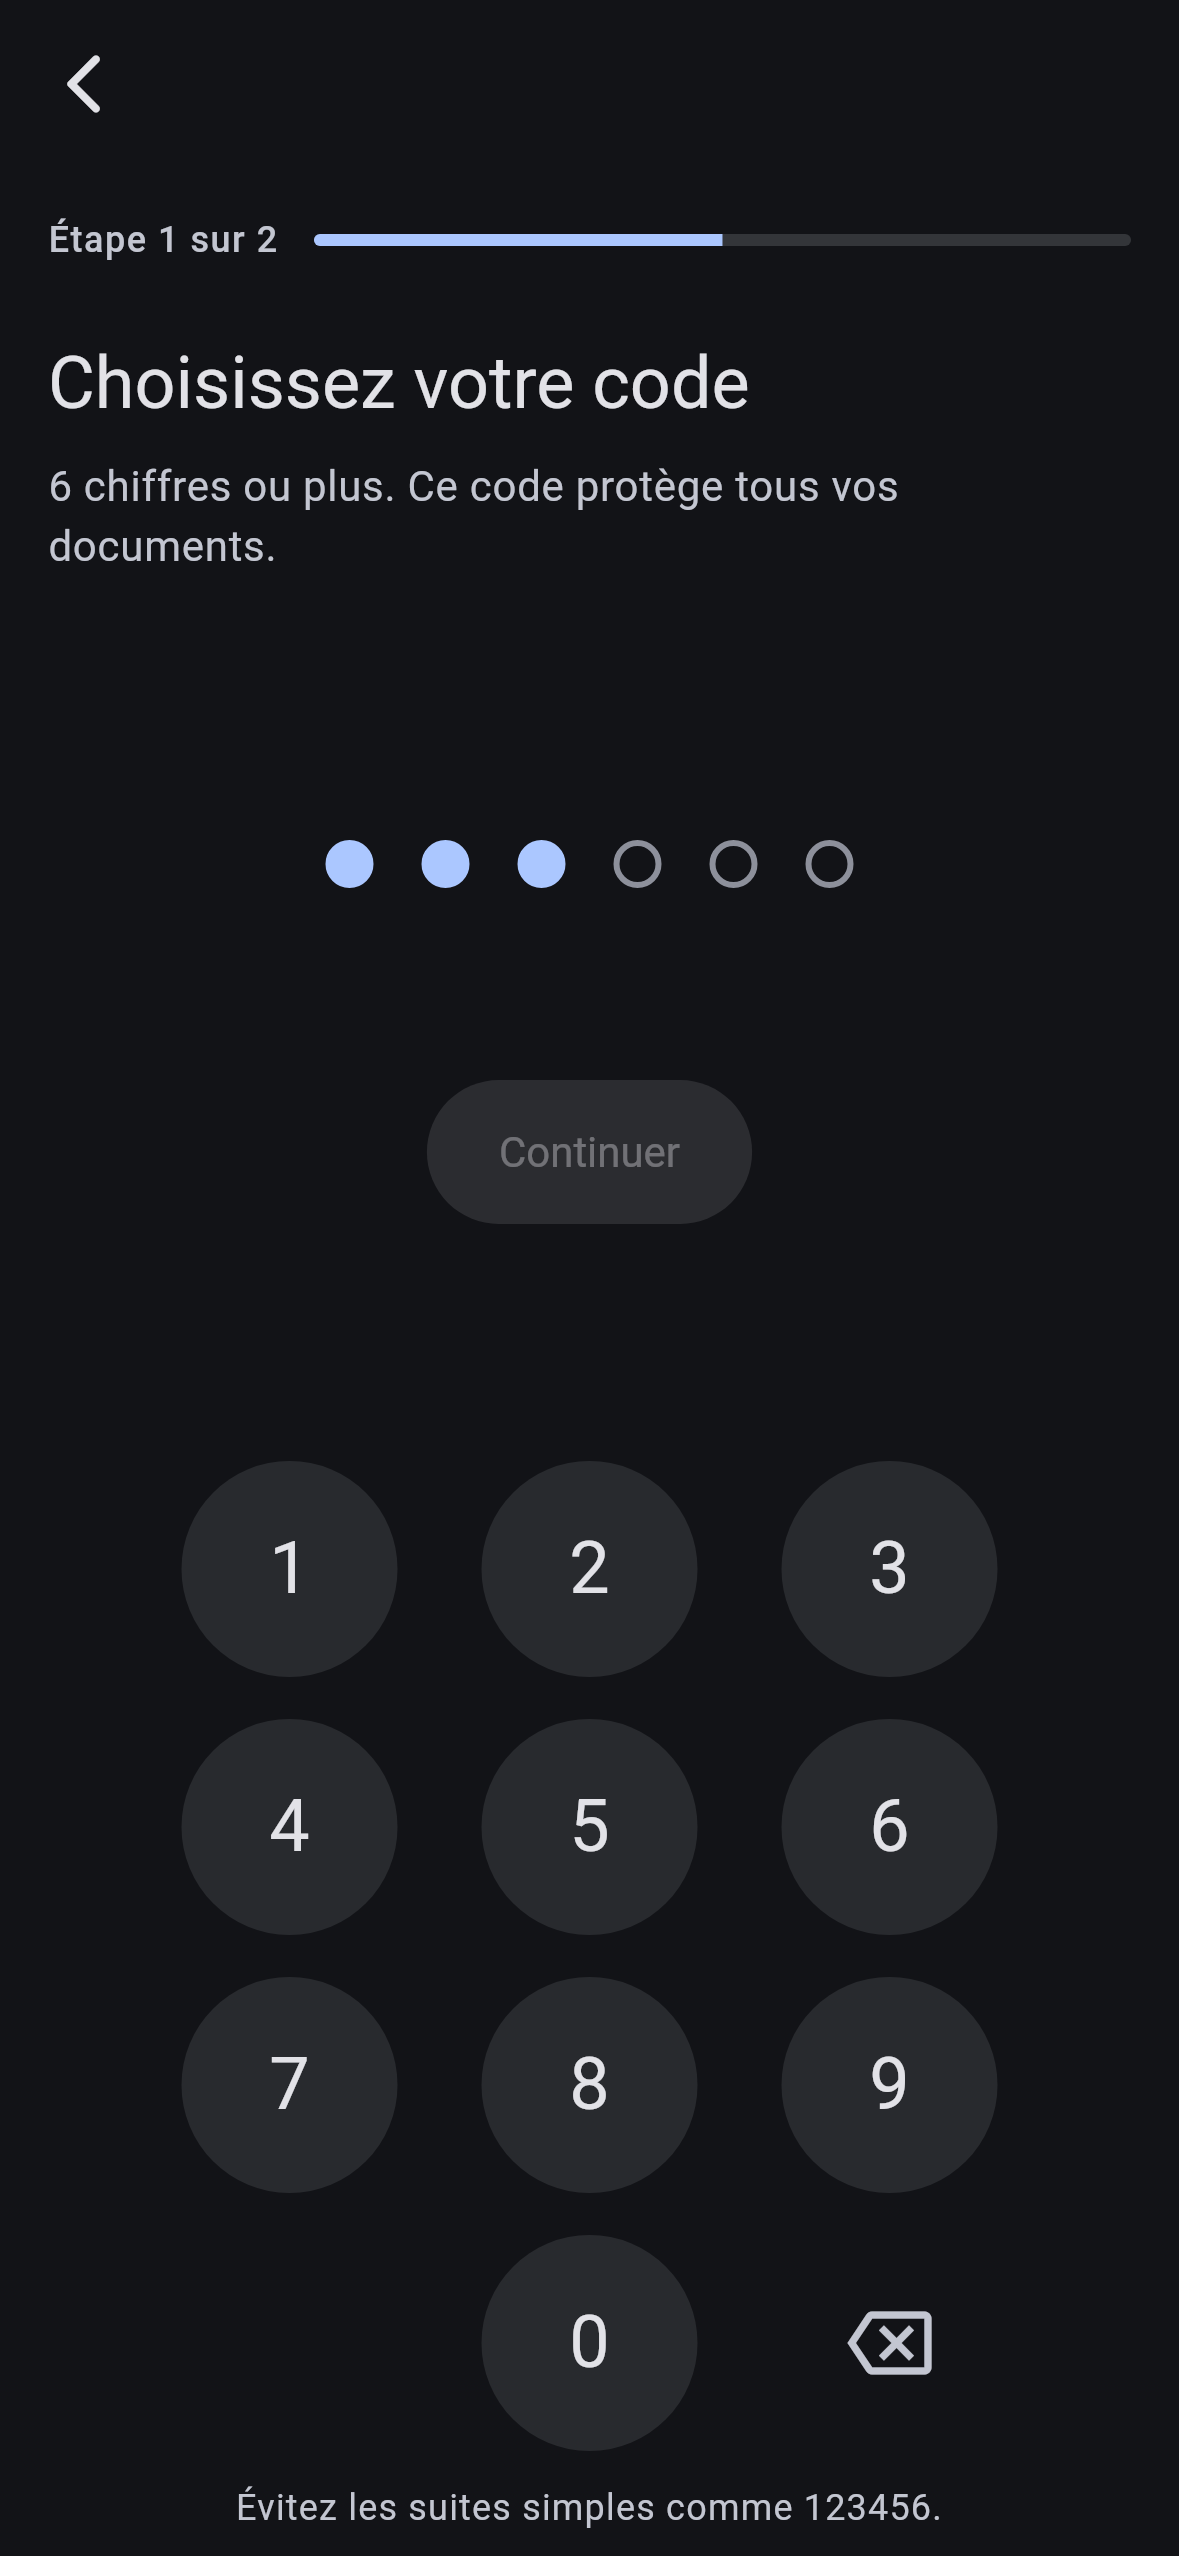 Étape 1 sur 2
Choisissez votre code
6 chiffres ou plus. Ce code protège tous vos
documents.
Continuer
1 2 3
4 5 6
7 8 9
0
Évitez les suites simples comme 123456.